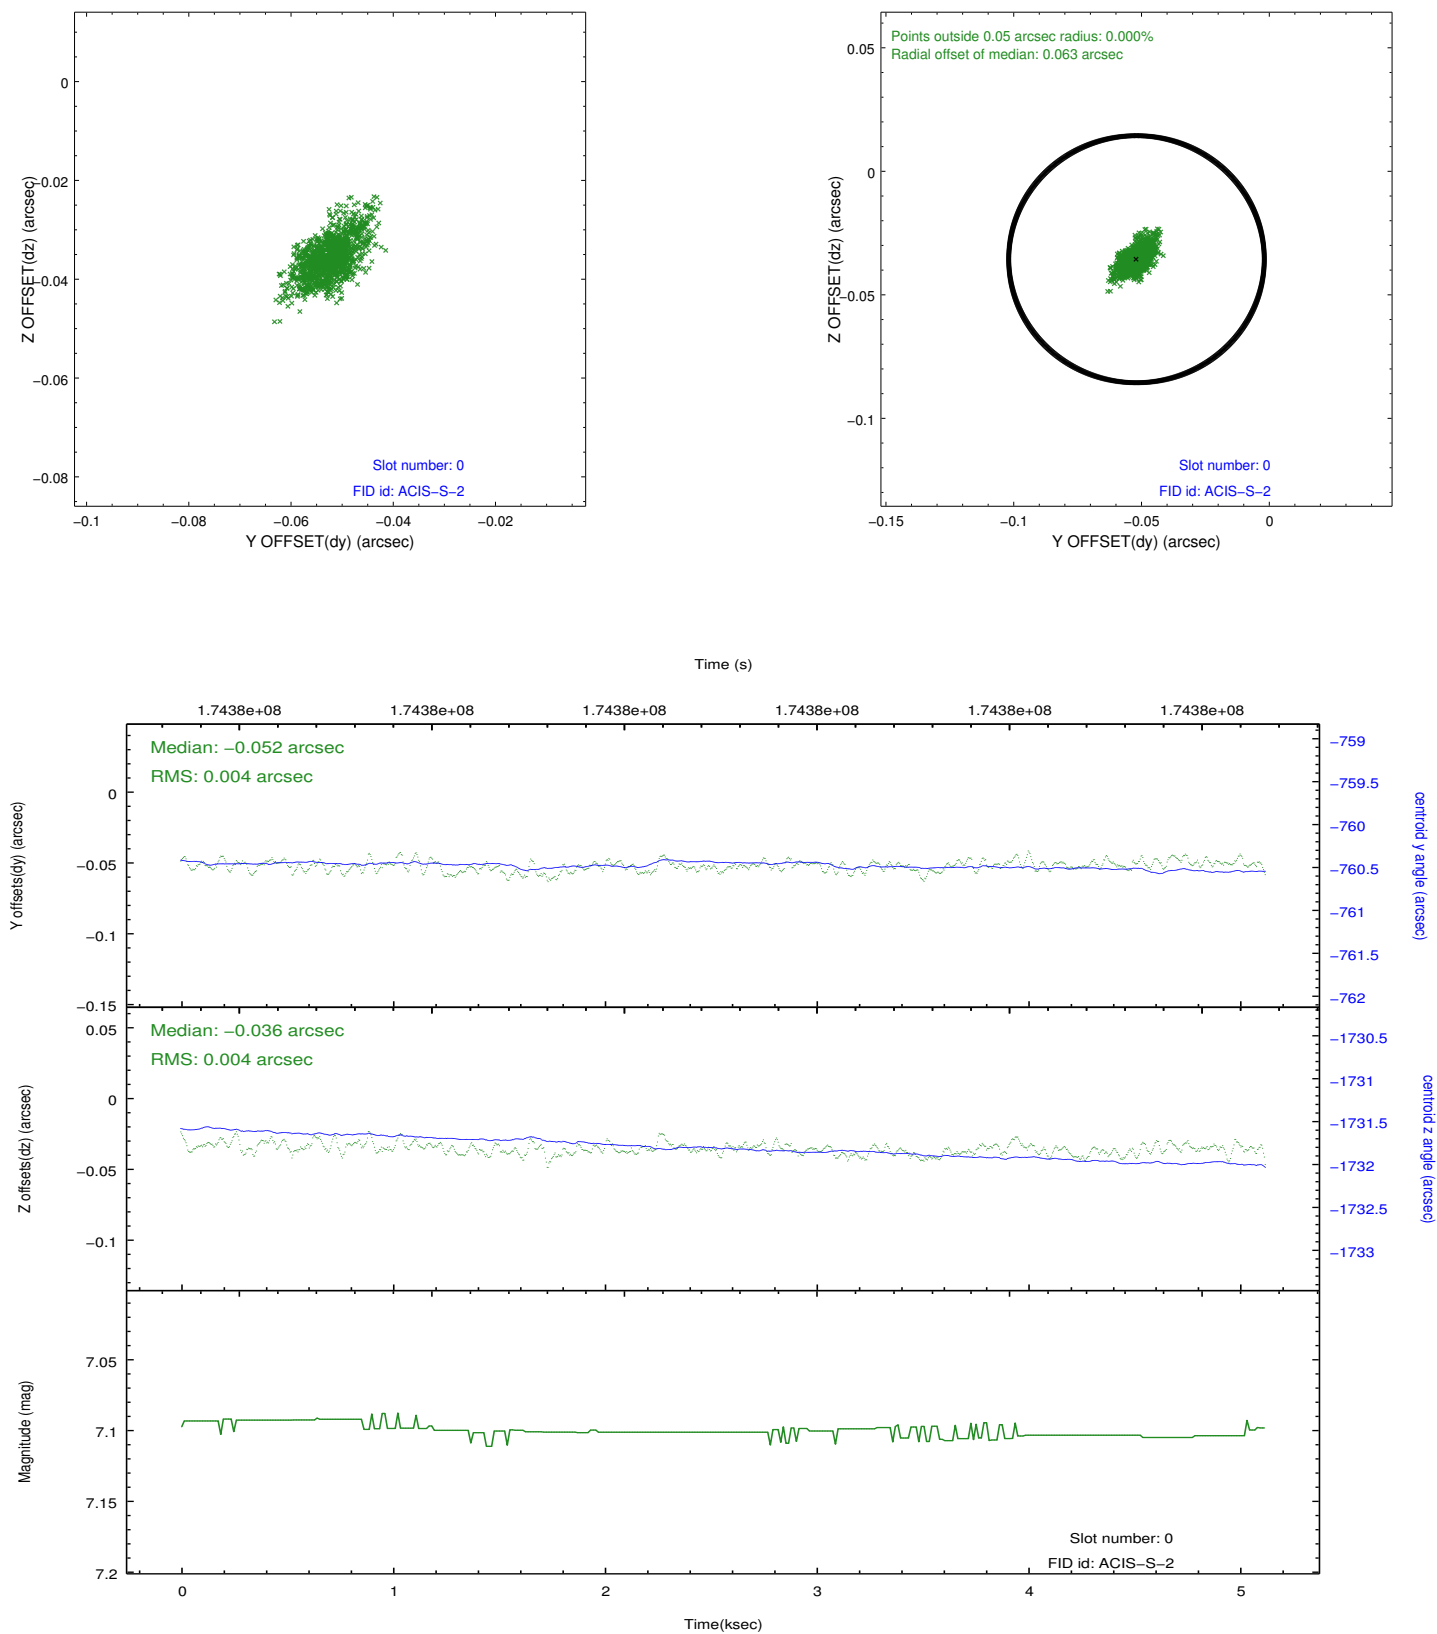 0
−0.02
−0.04
−0.06
−0.08
Z OFFSET(dz) (arcsec)
Slot number: 0
FID id: ACIS−S−2
−0.1
−0.08
−0.06
−0.04
−0.02
Y OFFSET(dy) (arcsec)
Points outside 0.05 arcsec radius: 0.000%
Radial offset of median: 0.063 arcsec
0.05
0
−0.05
−0.1
Z OFFSET(dz) (arcsec)
Slot number: 0
FID id: ACIS−S−2
−0.15
−0.1
−0.05
0
Y OFFSET(dy) (arcsec)
Time (s)
1.7438e+08
1.7438e+08
1.7438e+08
1.7438e+08
1.7438e+08
1.7438e+08
Median: −0.052 arcsec
RMS: 0.004 arcsec
0
−0.05
−0.1
−0.15
Y offsets(dy) (arcsec)
−759
−759.5
−760
−760.5
−761
−761.5
−762
centroid y angle (arcsec)
Median: −0.036 arcsec
RMS: 0.004 arcsec
0.05
0
−0.05
−0.1
Z offsets(dz) (arcsec)
−1730.5
−1731
−1731.5
−1732
−1732.5
−1733
centroid z angle (arcsec)
7.05
7.1
7.15
7.2
Magnitude (mag)
Slot number: 0
FID id: ACIS−S−2
0
1
2
3
4
5
Time(ksec)